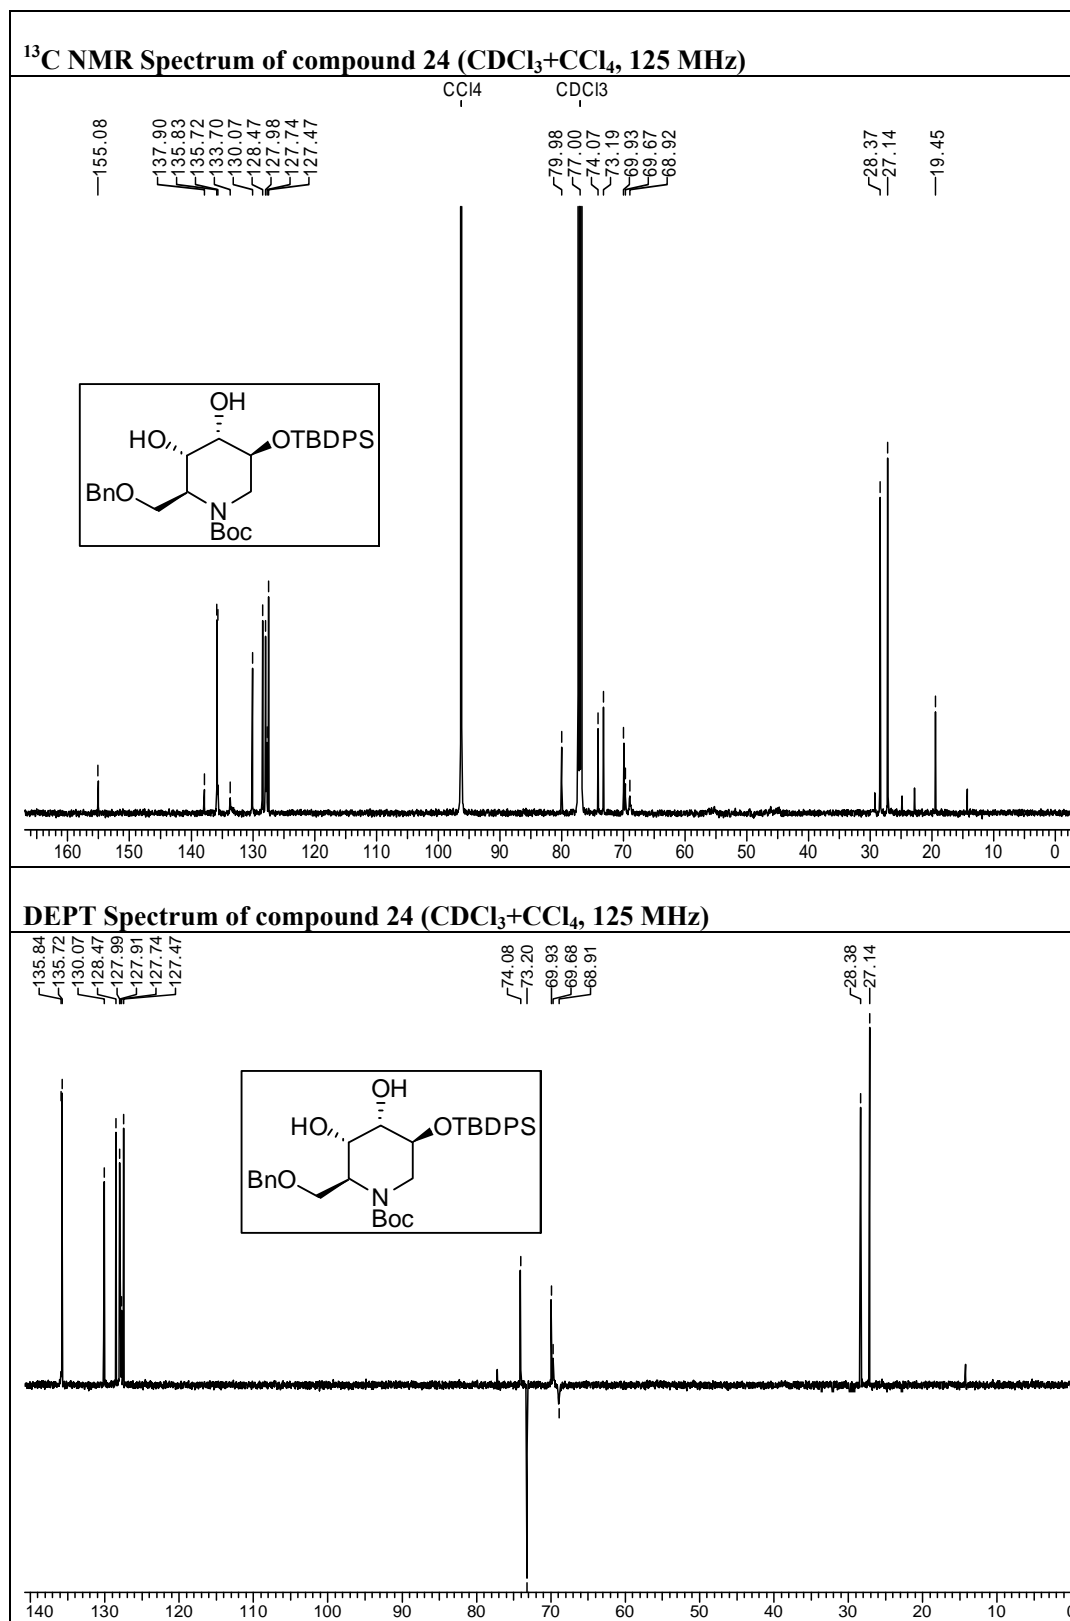 ¹³C NMR Spectrum of compound 24 (CDCl₃+CCl₄, 125 MHz)
CCl4 CDCl3
155.08 137.90 135.83 135.72 133.70 130.07 128.47 127.98 127.74 127.47 79.98 77.00 74.07 73.19 69.93 69.67 68.92 28.37 27.14 19.45
OH
HO OTBDPS
BnO N
Boc
160 150 140 130 120 110 100 90 80 70 60 50 40 30 20 10 0
DEPT Spectrum of compound 24 (CDCl₃+CCl₄, 125 MHz)
135.84 135.72 130.07 128.47 127.99 127.91 127.74 127.47 74.08 73.20 69.93 69.68 68.91 28.38 27.14
OH
HO OTBDPS
BnO N
Boc
140 130 120 110 100 90 80 70 60 50 40 30 20 10 0